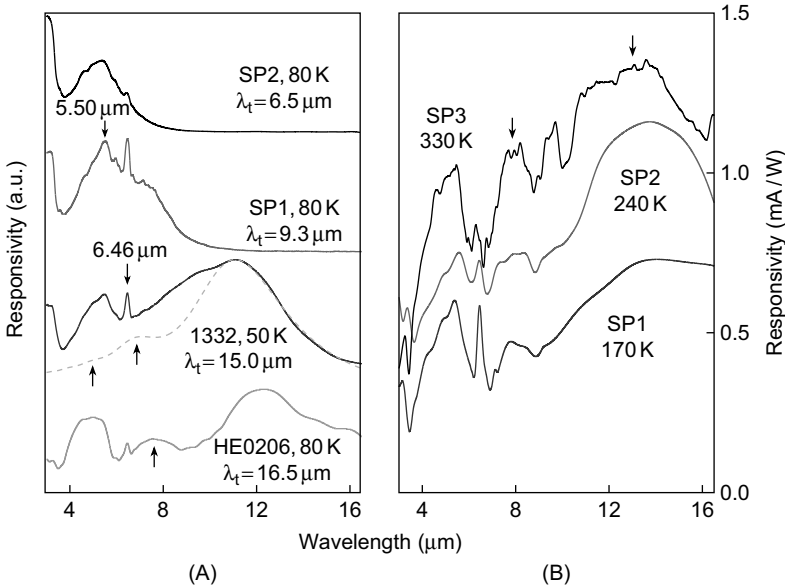 SP2, 80 K
λt=6.5 μm
5.50 μm
SP1, 80 K
λt=9.3 μm
6.46 μm
1332, 50 K
λt=15.0 μm
HE0206, 80 K
λt=16.5 μm
Responsivity (a.u.)
4
8
12
16
(A)
SP3
330 K
SP2
240 K
SP1
170 K
1.5
1.0
0.5
0.0
Responsivity (mA / W)
4
8
12
16
Wavelength (μm)
(B)